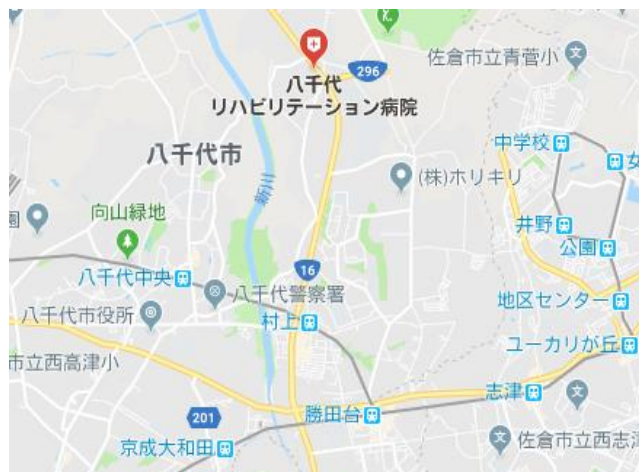 296
佐倉市立青菅小
八千代
リハビリテーション病院
中学校
女
八千代市
(株)ホリキリ
新川
園
向山緑地
井野
公園
16
八千代中央
八千代警察署
地区センター
八千代市役所
村上
ユーカリが丘
市立西高津小
志津
201
勝田台
京成大和田
佐倉市立西志津